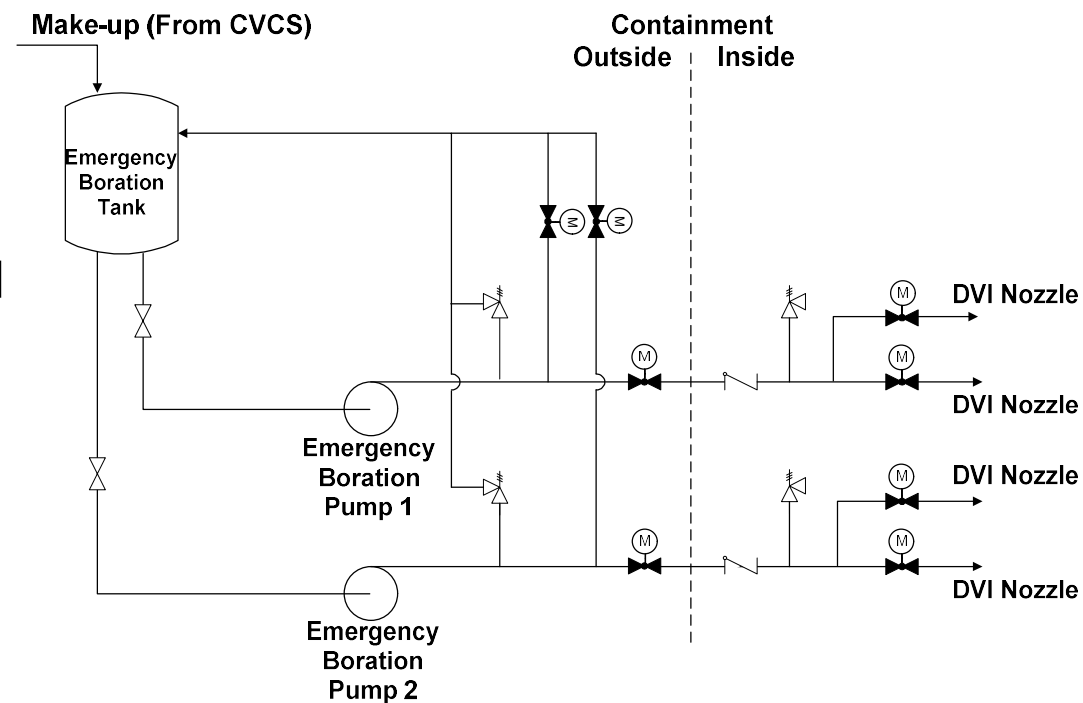 Make-up (From CVCS)
Containment
Outside
Inside
Emergency
Boration
Tank
M
M
M
DVI Nozzle
M
M
DVI Nozzle
Emergency
Boration
Pump 1
M
DVI Nozzle
M
M
DVI Nozzle
Emergency
Boration
Pump 2